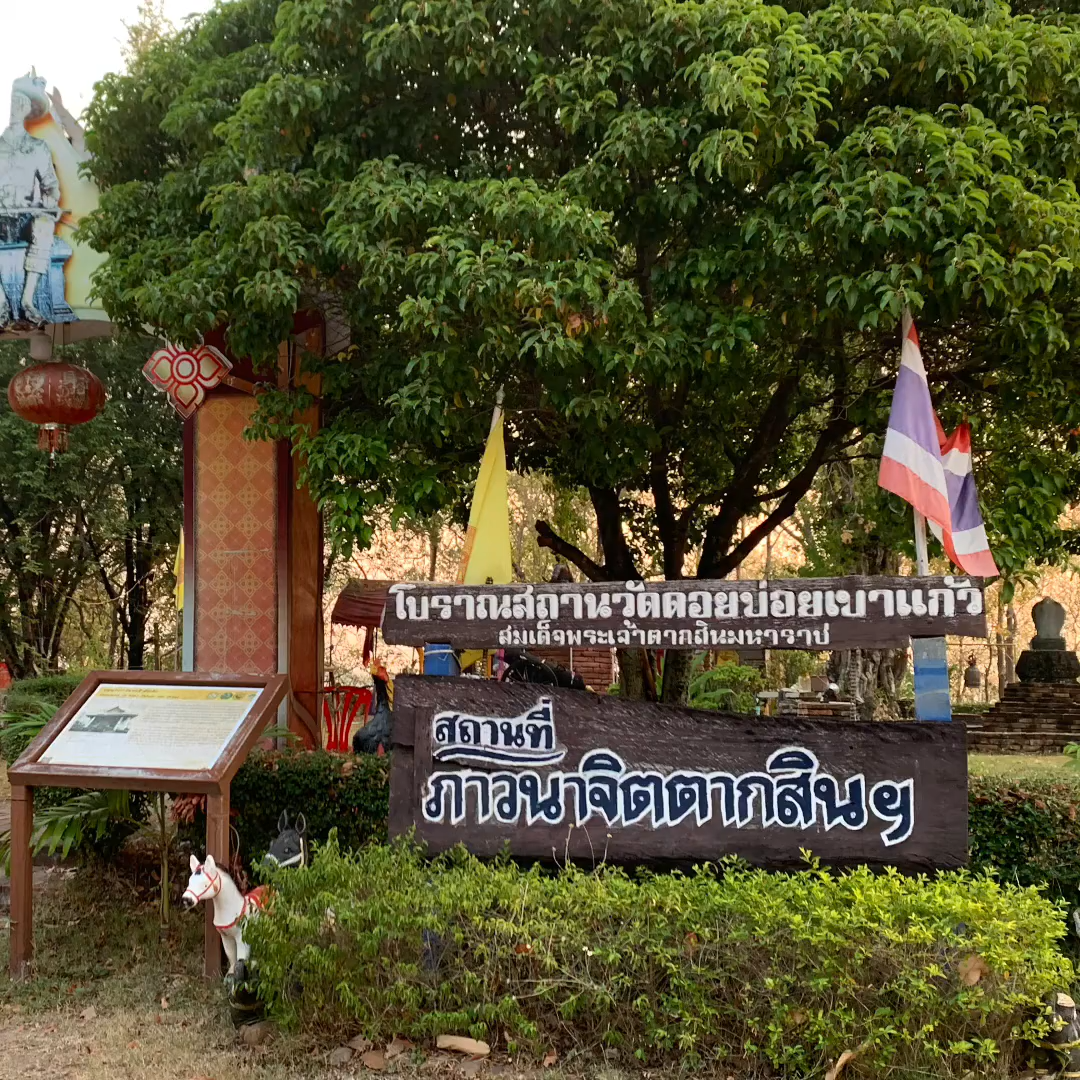 โบราณสถานวัดดอยบ่อยเบาแก้ว
สมเด็จพระเจ้าตากสินมหาราช
สถานที่
ภาวนาจิตตากสินฯ